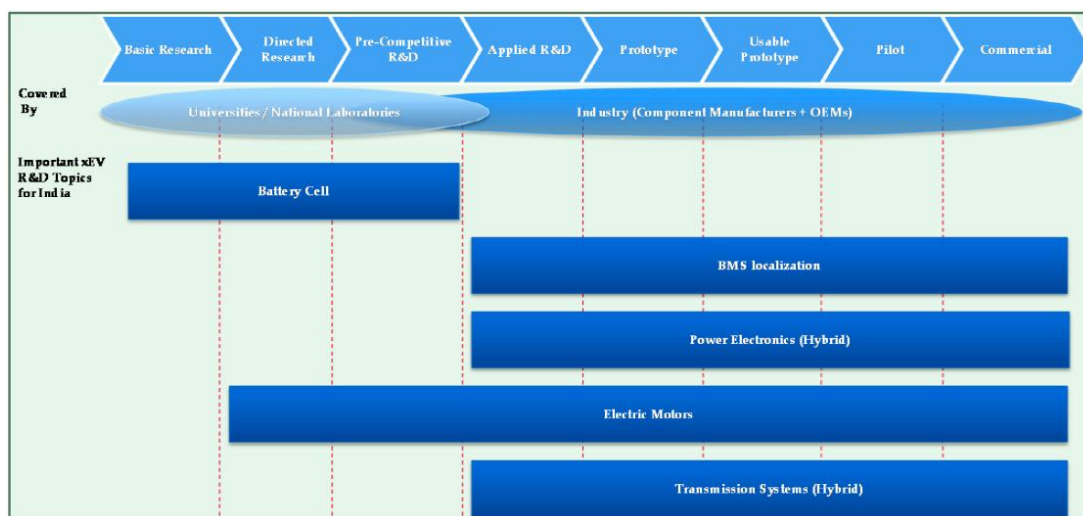 Basic Research
Directed
Research
Pre-Competitive
R&D
Applied R&D
Prototype
Usable
Prototype
Pilot
Commercial
Covered
By
Universities / National Laboratories
Industry (Component Manufacturers + OEMs)
Important xEV
R&D Topics
for India
Battery Cell
BMS localization
Power Electronics (Hybrid)
Electric Motors
Transmission Systems (Hybrid)